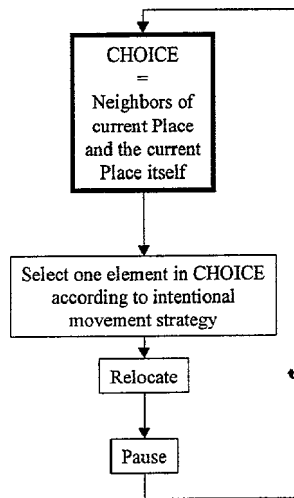 CHOICE
=
Neighbors of
current Place
and the current
Place itself
Select one element in CHOICE
according to intentional
movement strategy
Relocate
Pause